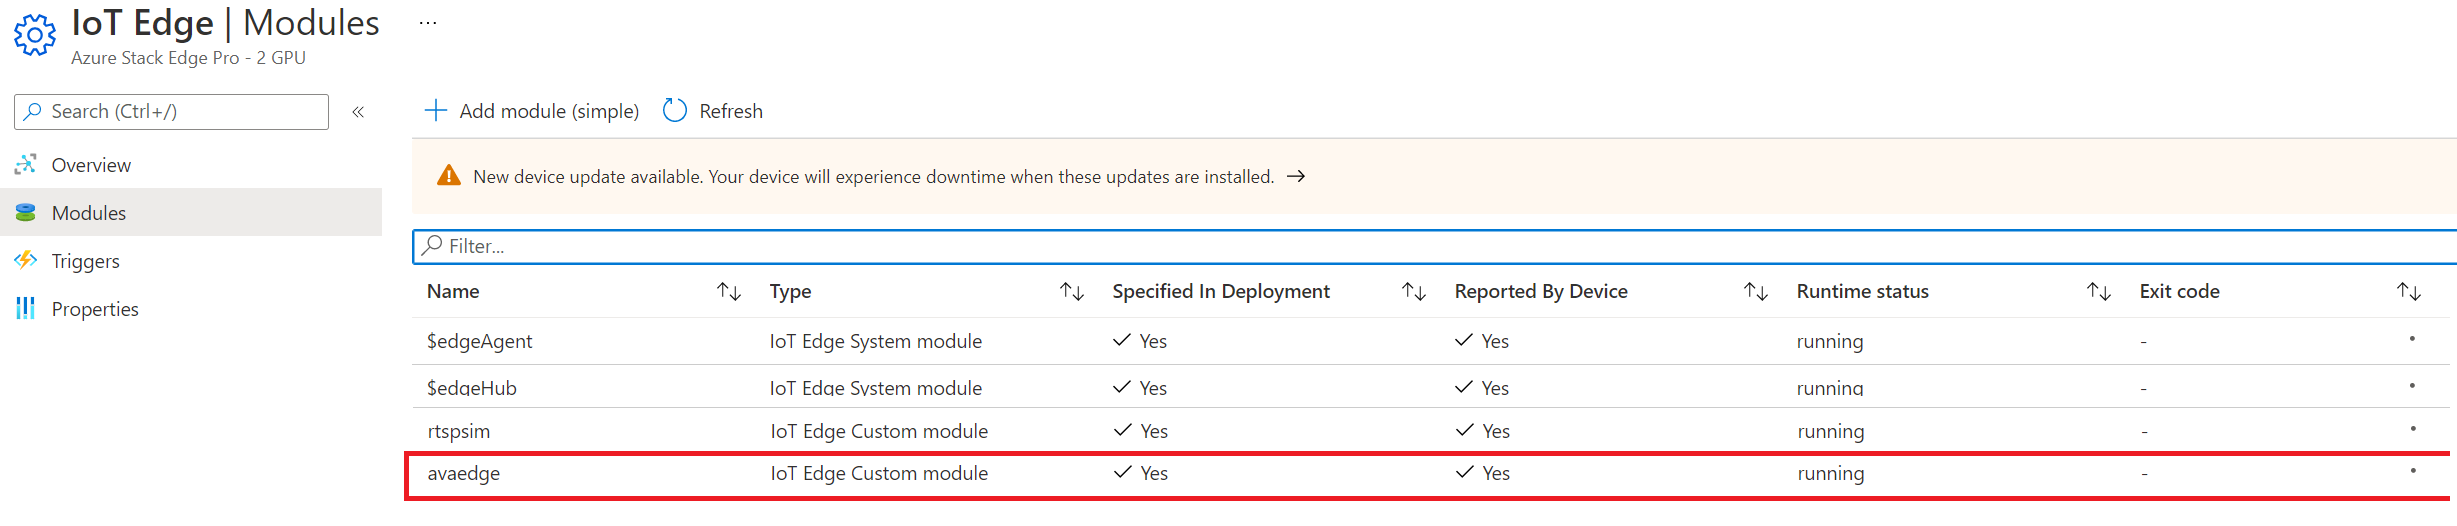 IoT Edge | Modules ...
Azure Stack Edge Pro - 2 GPU
Search (Ctrl+/) «
Overview
Modules
Triggers
Properties
Add module (simple) Refresh
New device update available. Your device will experience downtime when these updates are installed. →
Filter...
Name ↑↓ Type ↑↓ Specified In Deployment ↑↓ Reported By Device ↑↓ Runtime status ↑↓ Exit code ↑↓
$edgeAgent IoT Edge System module ✓ Yes ✓ Yes running -
$edgeHub IoT Edge System module ✓ Yes ✓ Yes running -
rtspsim IoT Edge Custom module ✓ Yes ✓ Yes running -
avaedge IoT Edge Custom module ✓ Yes ✓ Yes running -